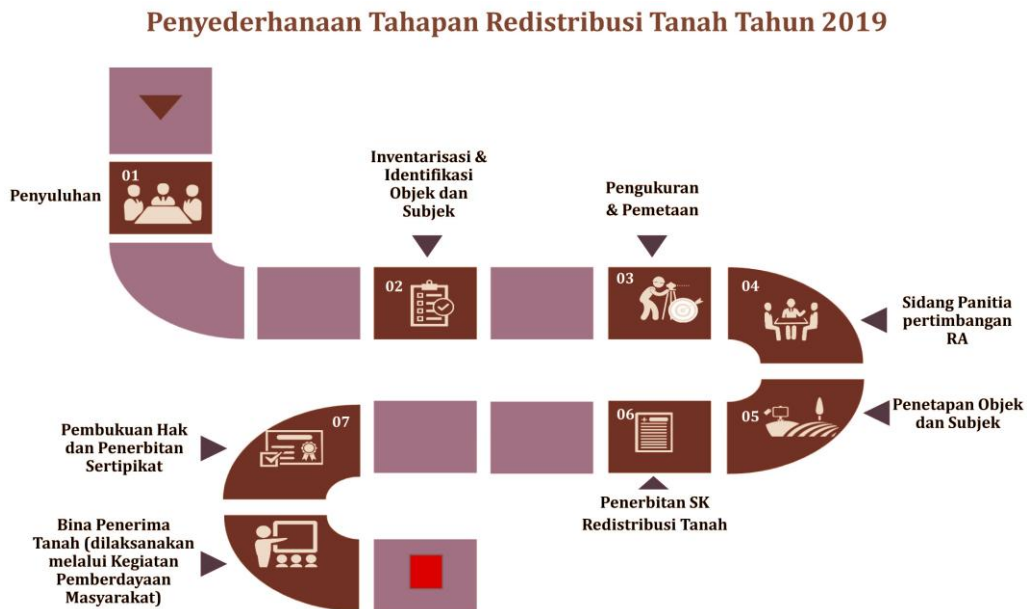 Penyederhanaan Tahapan Redistribusi Tanah Tahun 2019
01
Penyuluhan
Inventarisasi &
Identifikasi
Objek dan
Subjek
02
Pengukuran
& Pemetaan
03
04
Sidang Panitia
pertimbangan
RA
05
Penetapan Objek
dan Subjek
06
Penerbitan SK
Redistribusi Tanah
07
Pembukuan Hak
dan Penerbitan
Sertipikat
Bina Penerima
Tanah (dilaksanakan
melalui Kegiatan
Pemberdayaan
Masyarakat)